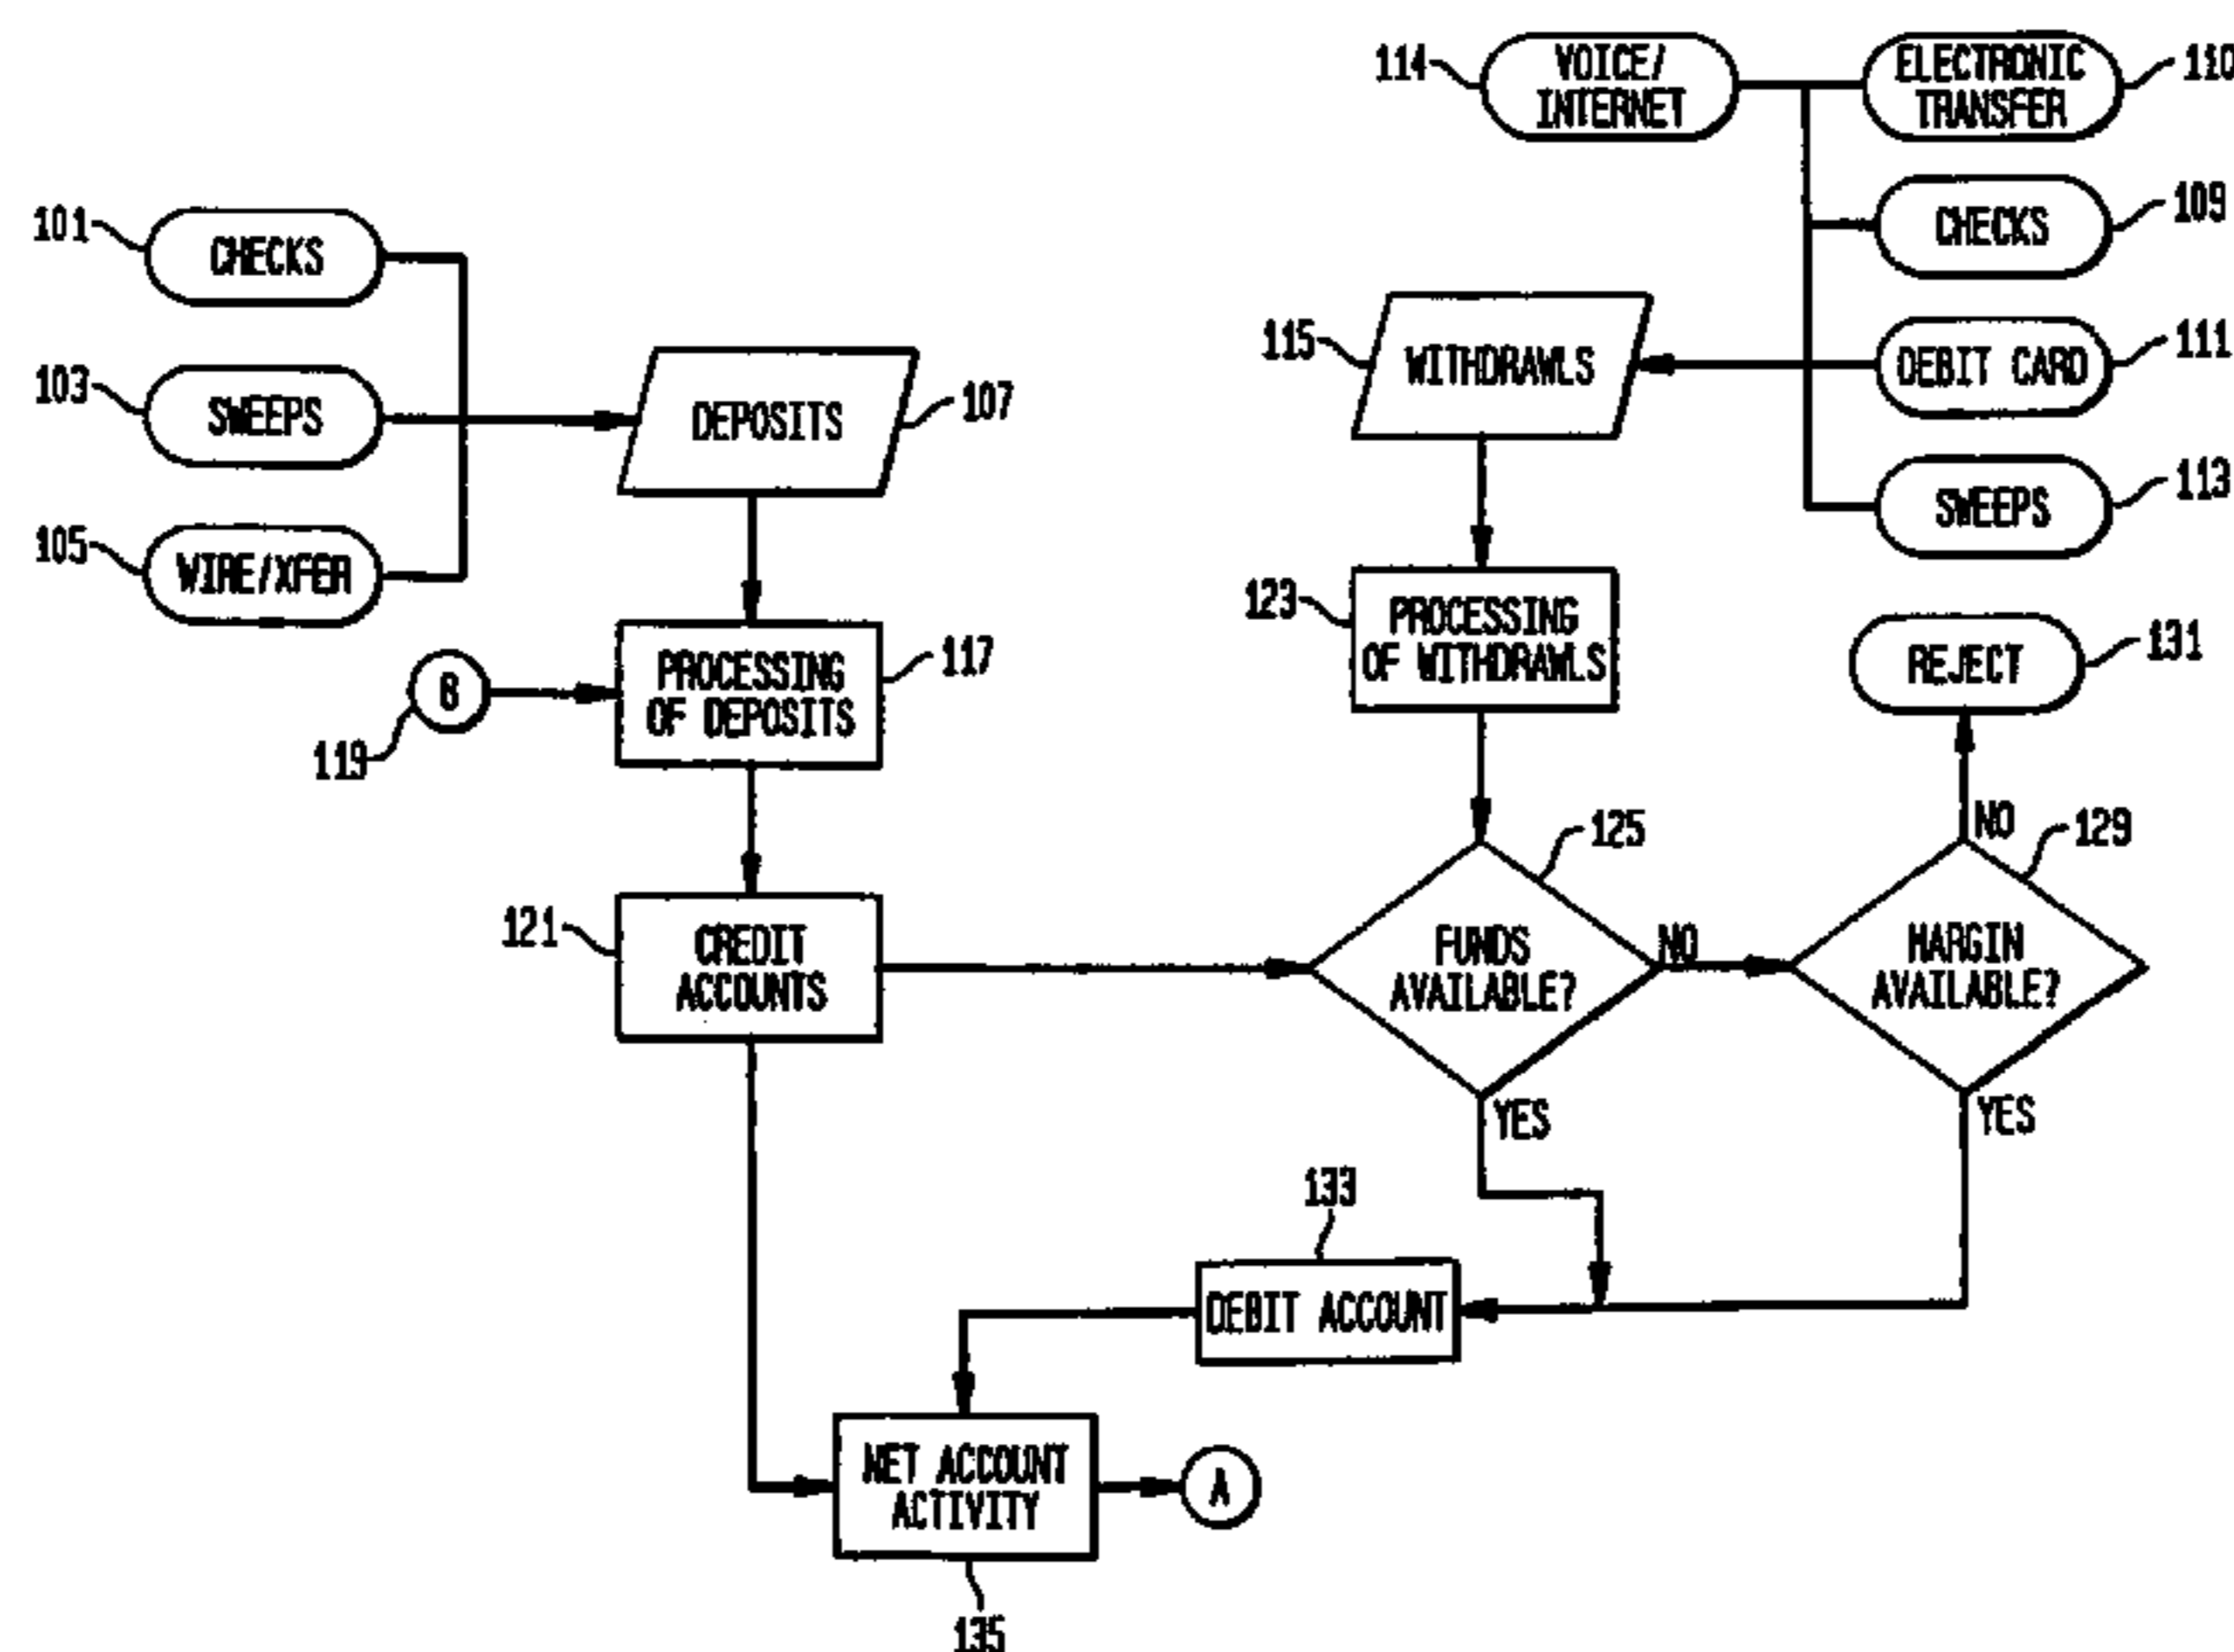 114
VOICE/
INTERNET
ELECTRONIC
TRANSFER
110
101
CHECKS
CHECKS
109
115
WITHDRAWLS
DEBIT CARD
111
103
SWEEPS
DEPOSITS
107
SWEEPS
113
105
WIRE/XFER
123
PROCESSING
OF WITHDRAWLS
REJECT
131
B
119
PROCESSING
OF DEPOSITS
117
125
NO
129
121
CREDIT
ACCOUNTS
FUNDS
AVAILABLE?
NO
MARGIN
AVAILABLE?
YES
YES
133
DEBIT ACCOUNT
NET ACCOUNT
ACTIVITY
A
135